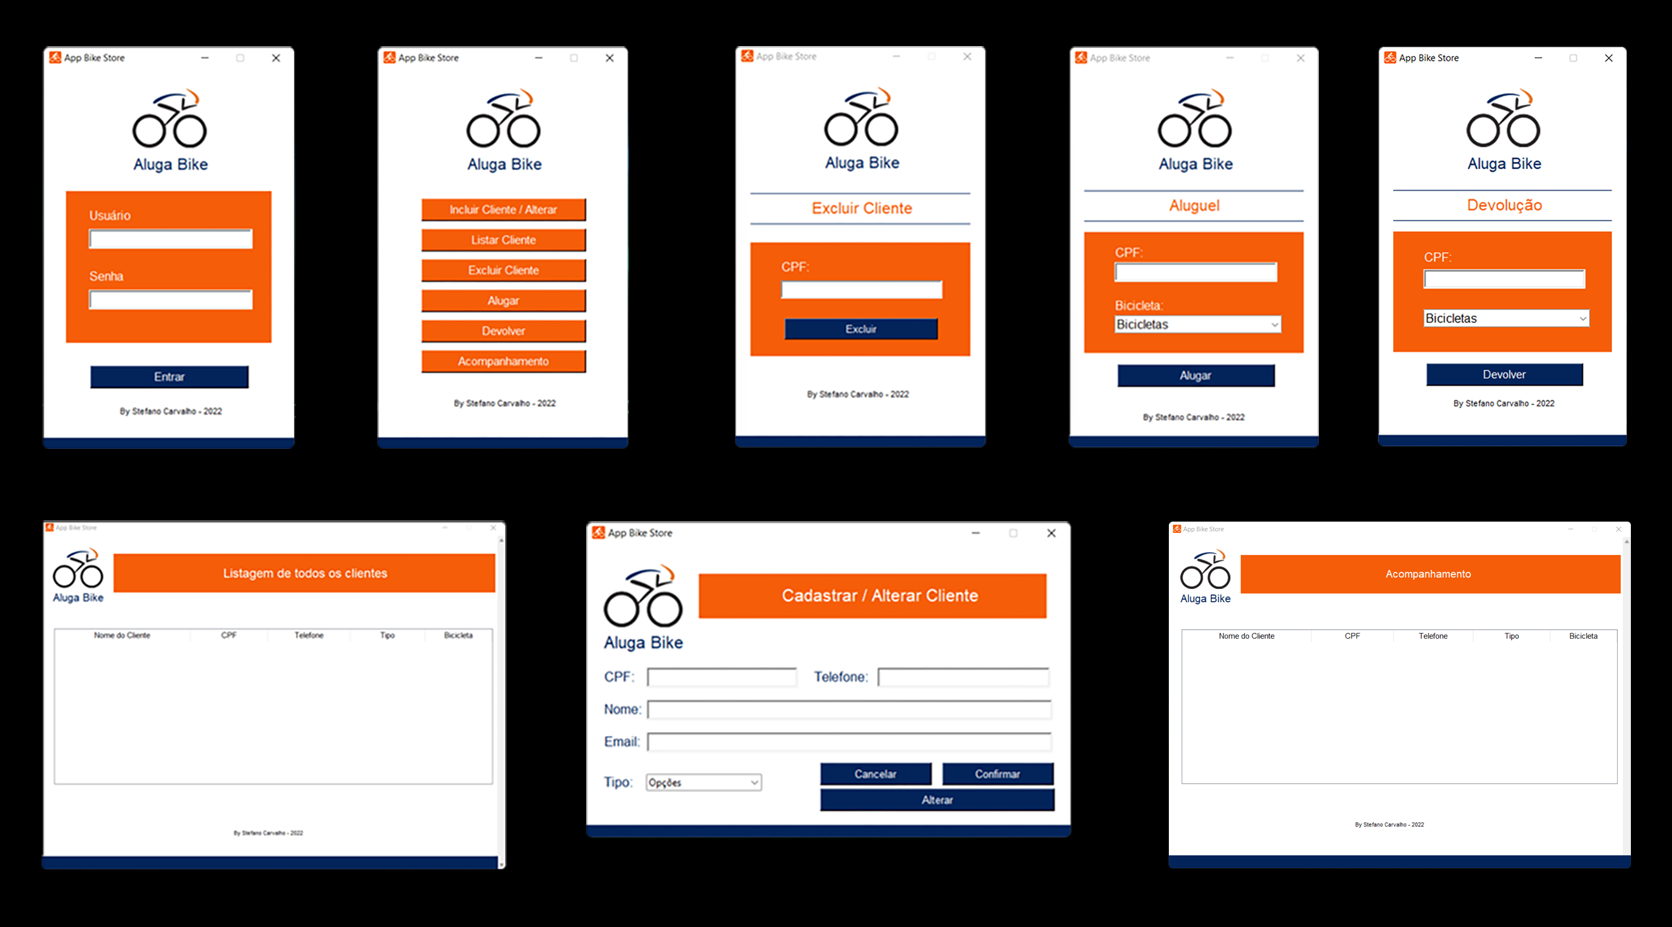 App Bike Store
Aluga Bike
Usuário
Senha
Entrar
By Stefano Carvalho - 2022
App Bike Store
Aluga Bike
Incluir Cliente / Alterar
Listar Cliente
Excluir Cliente
Alugar
Devolver
Acompanhamento
By Stefano Carvalho - 2022
App Bike Store
Aluga Bike
Excluir Cliente
CPF:
Excluir
By Stefano Carvalho - 2022
App Bike Store
Aluga Bike
Aluguel
CPF:
Bicicleta:
Bicicletas
Alugar
By Stefano Carvalho - 2022
App Bike Store
Aluga Bike
Devolução
CPF:
Bicicletas
Devolver
By Stefano Carvalho - 2022
App Bike Store
Aluga Bike
Listagem de todos os clientes
Nome do Cliente CPF Telefone Tipo Bicicleta
By Stefano Carvalho - 2022
App Bike Store
Aluga Bike
Cadastrar / Alterar Cliente
CPF: Telefone:
Nome:
Email:
Tipo: Opções
Cancelar Confirmar
Alterar
App Bike Store
Aluga Bike
Acompanhamento
Nome do Cliente CPF Telefone Tipo Bicicleta
By Stefano Carvalho - 2022